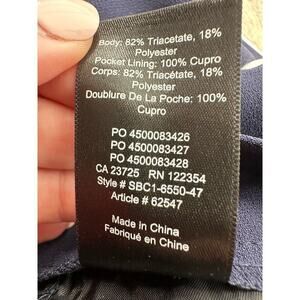 Body: 82% Triacetate, 18%
Polyester
Pocket Lining: 100% Cupro
Corps: 82% Triacétate, 18%
Polyester
Doublure De La Poche: 100%
Cupro
PO 4500083426
PO 4500083427
PO 4500083428
CA 23725 RN 122354
Style # SBC1-6550-47
Article # 62547
Made in China
Fabriqué en Chine